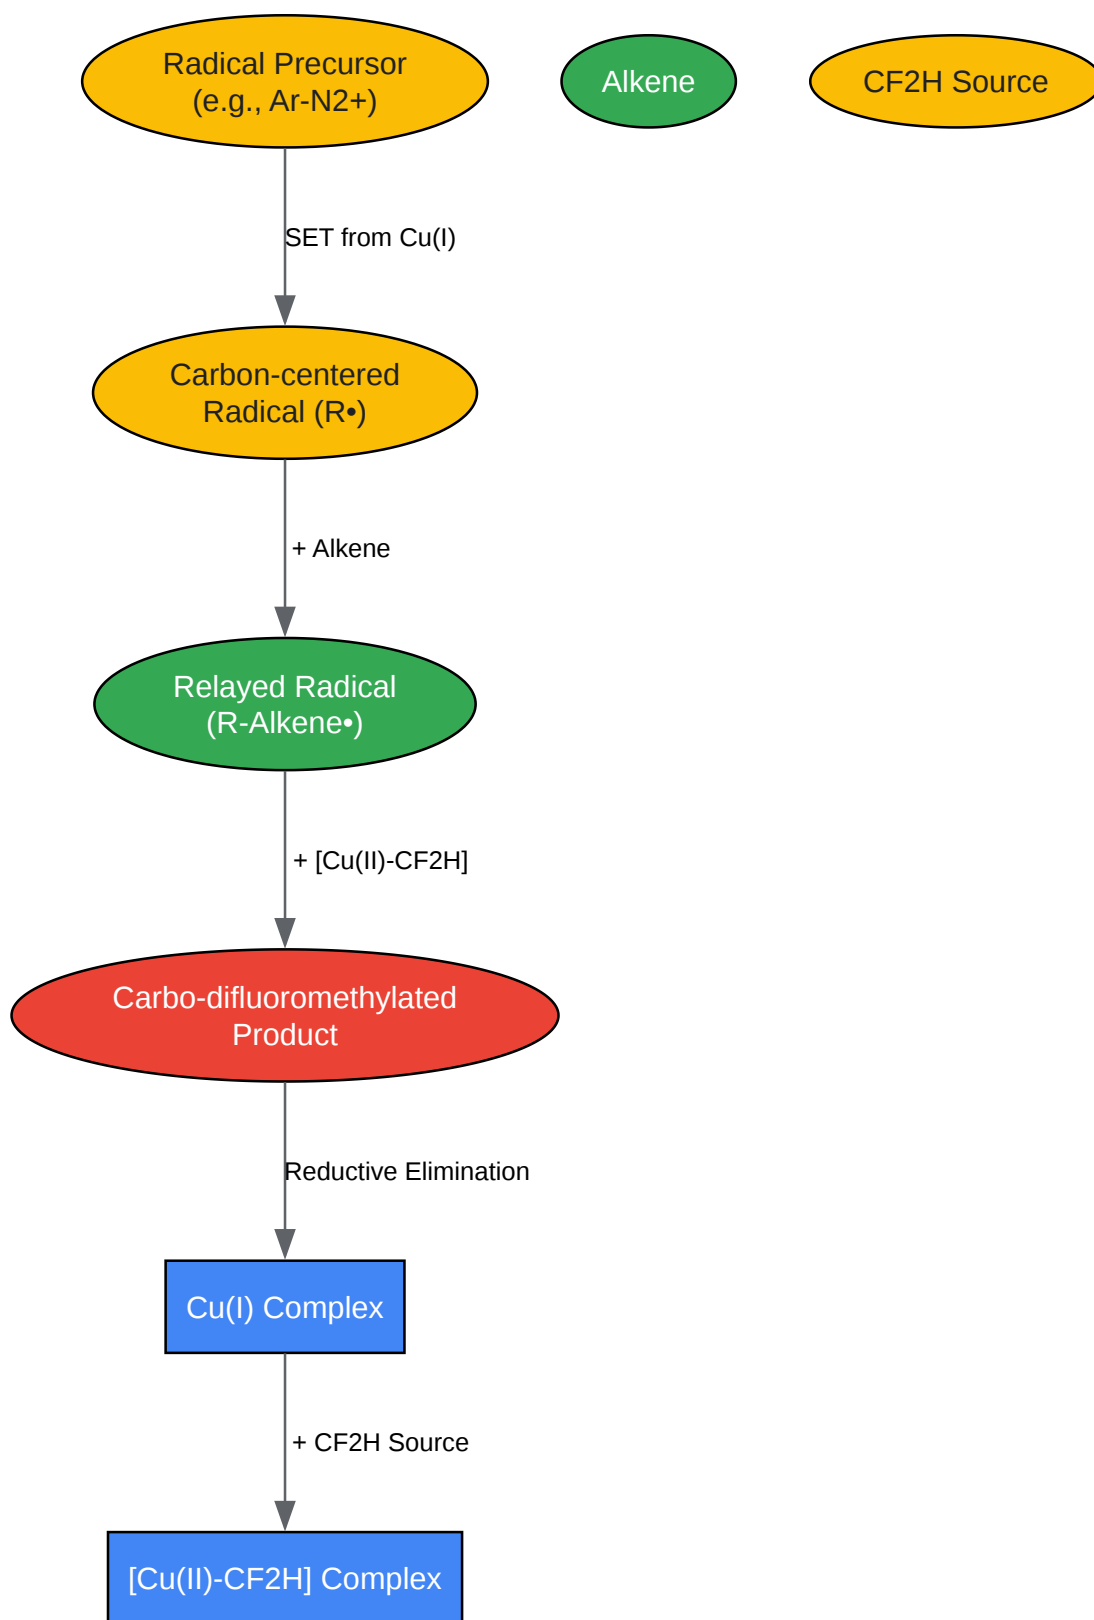 Radical Precursor
(e.g., Ar-N2+)
Alkene
CF2H Source
SET from Cu(I)
Carbon-centered
Radical (R•)
+ Alkene
Relayed Radical
(R-Alkene•)
+ [Cu(II)-CF2H]
Carbo-difluoromethylated
Product
Reductive Elimination
Cu(I) Complex
+ CF2H Source
[Cu(II)-CF2H] Complex